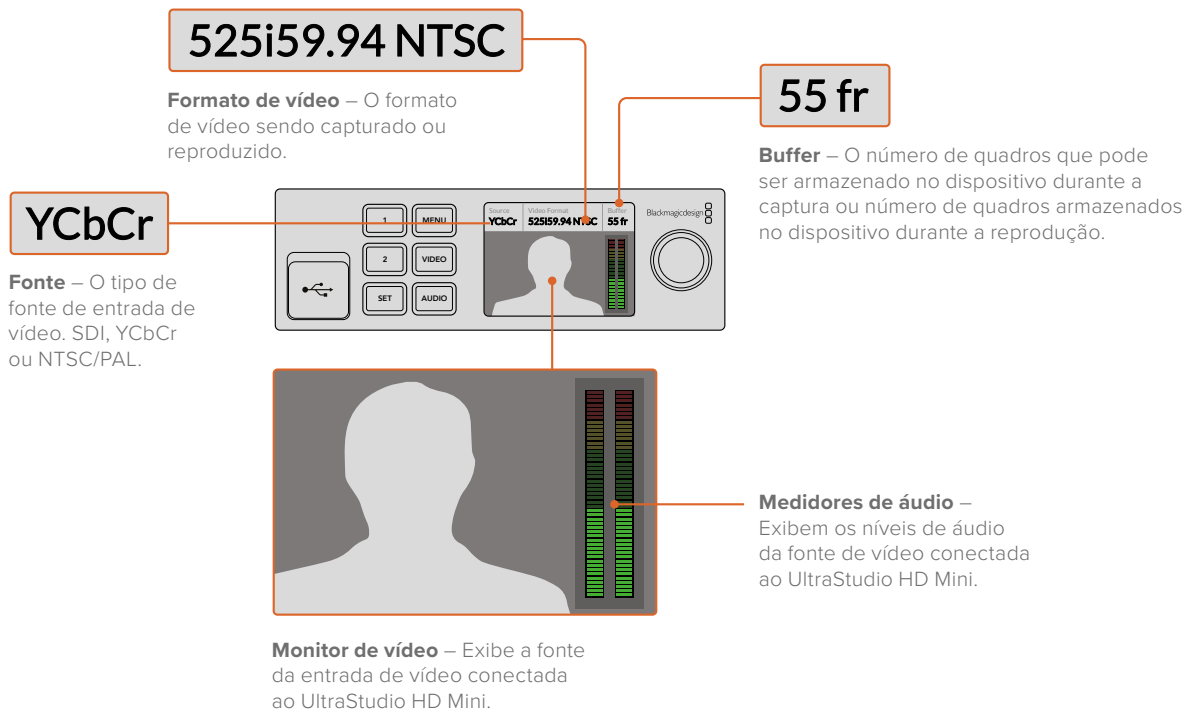 525i59.94 NTSC
Formato de vídeo – O formato
de vídeo sendo capturado ou
reproduzido.
55 fr
Buffer – O número de quadros que pode
ser armazenado no dispositivo durante a
captura ou número de quadros armazenados
no dispositivo durante a reprodução.
YCbCr
Fonte – O tipo de
fonte de entrada de
vídeo. SDI, YCbCr
ou NTSC/PAL.
1 MENU
2 VIDEO
SET AUDIO
Source Video Format Buffer
YCbCr 525i59.94 NTSC 55 fr
Blackmagicdesign
Medidores de áudio –
Exibem os níveis de áudio
da fonte de vídeo conectada
ao UltraStudio HD Mini.
Monitor de vídeo – Exibe a fonte
da entrada de vídeo conectada
ao UltraStudio HD Mini.